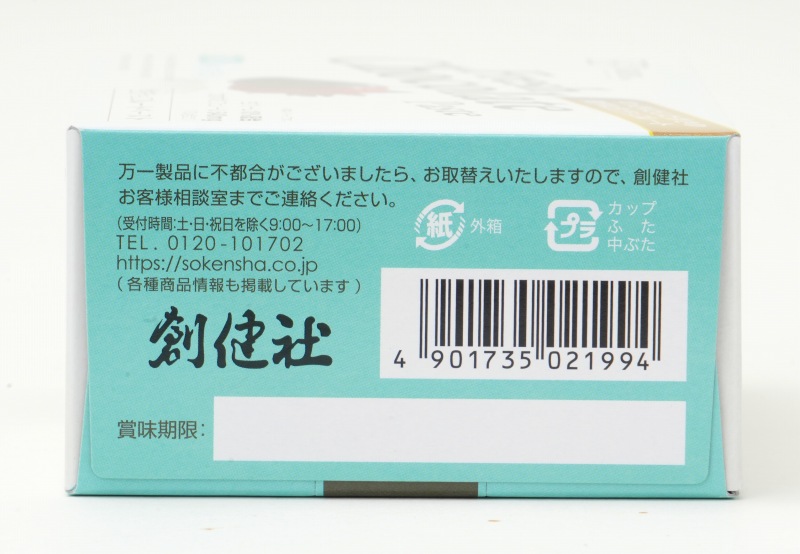 万一製品に不都合がございましたら、お取替えいたしますので、創健社
お客様相談室までご連絡ください。
(受付時間:土・日・祝日を除く9:00〜17:00)
TEL. 0120-101702
https://sokensha.co.jp
(各種商品情報も掲載しています)
創健社
紙 外箱
プラ カップ
ふた
中ぶた
4 901735 021994
賞味期限: